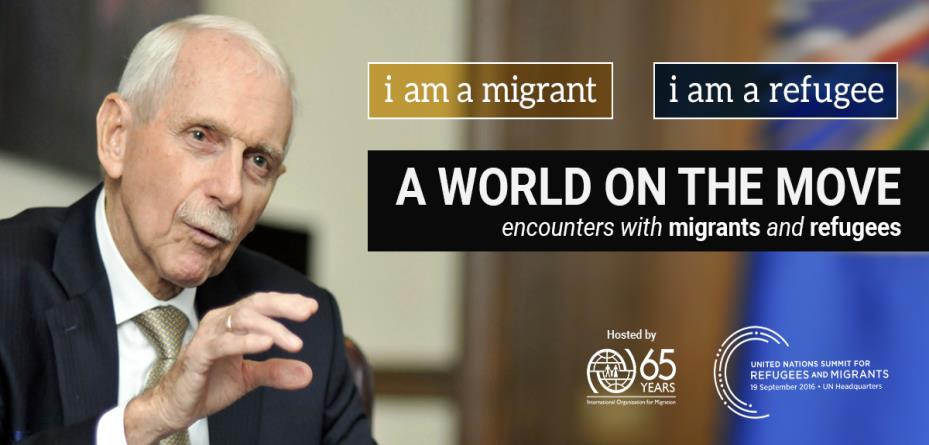 i am a migrant
i am a refugee
A WORLD ON THE MOVE
encounters with migrants and refugees
Hosted by
65
YEARS
International Organization for Migration
UNITED NATIONS SUMMIT FOR
REFUGEES AND MIGRANTS
19 September 2016 • UN Headquarters